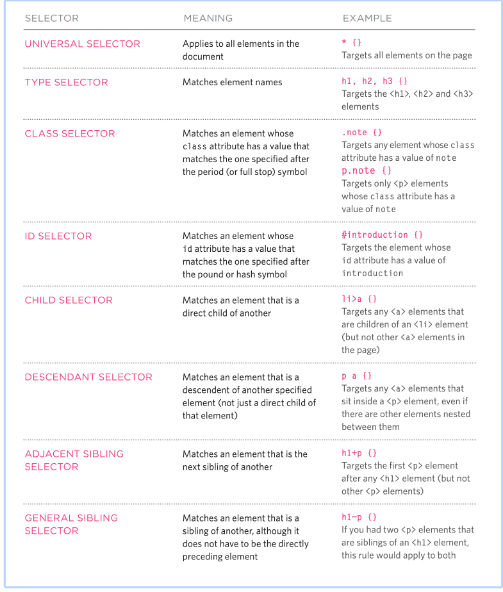 SELECTOR MEANING EXAMPLE
UNIVERSAL SELECTOR
Applies to all elements in the
document
* {}
Targets all elements on the page
TYPE SELECTOR
Matches element names
h1, h2, h3 {}
Targets the <h1>, <h2> and <h3>
elements
CLASS SELECTOR
Matches an element whose
class attribute has a value that
matches the one specified after
the period (or full stop) symbol
.note {}
Targets any element whose class
attribute has a value of note
p.note {}
Targets only <p> elements
whose class attribute has a
value of note
ID SELECTOR
Matches an element whose
id attribute has a value that
matches the one specified after
the pound or hash symbol
#introduction {}
Targets the element whose
id attribute has a value of
introduction
CHILD SELECTOR
Matches an element that is a
direct child of another
li>a {}
Targets any <a> elements that
are children of an <li> element
(but not other <a> elements in
the page)
DESCENDANT SELECTOR
Matches an element that is a
descendent of another specified
element (not just a direct child of
that element)
p a {}
Targets any <a> elements that
sit inside a <p> element, even if
there are other elements nested
between them
ADJACENT SIBLING
SELECTOR
Matches an element that is the
next sibling of another
h1+p {}
Targets the first <p> element
after any <h1> element (but not
other <p> elements)
GENERAL SIBLING
SELECTOR
Matches an element that is a
sibling of another, although it
does not have to be the directly
preceding element
h1~p {}
If you had two <p> elements that
are siblings of an <h1> element,
this rule would apply to both